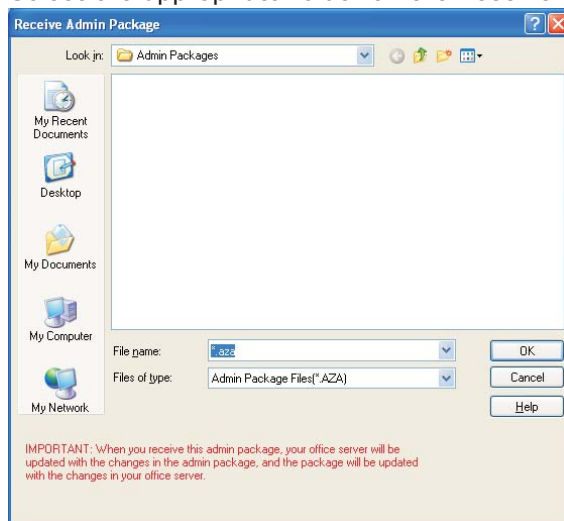 Receive Admin Package
Look in: Admin Packages
My Recent
Documents
Desktop
My Documents
My Computer
My Network
File name: *.aza OK
Files of type: Admin Package Files(*.AZA) Cancel
Help
IMPORTANT: When you receive this admin package, your office server will be
updated with the changes in the admin package, and the package will be updated
with the changes in your office server.